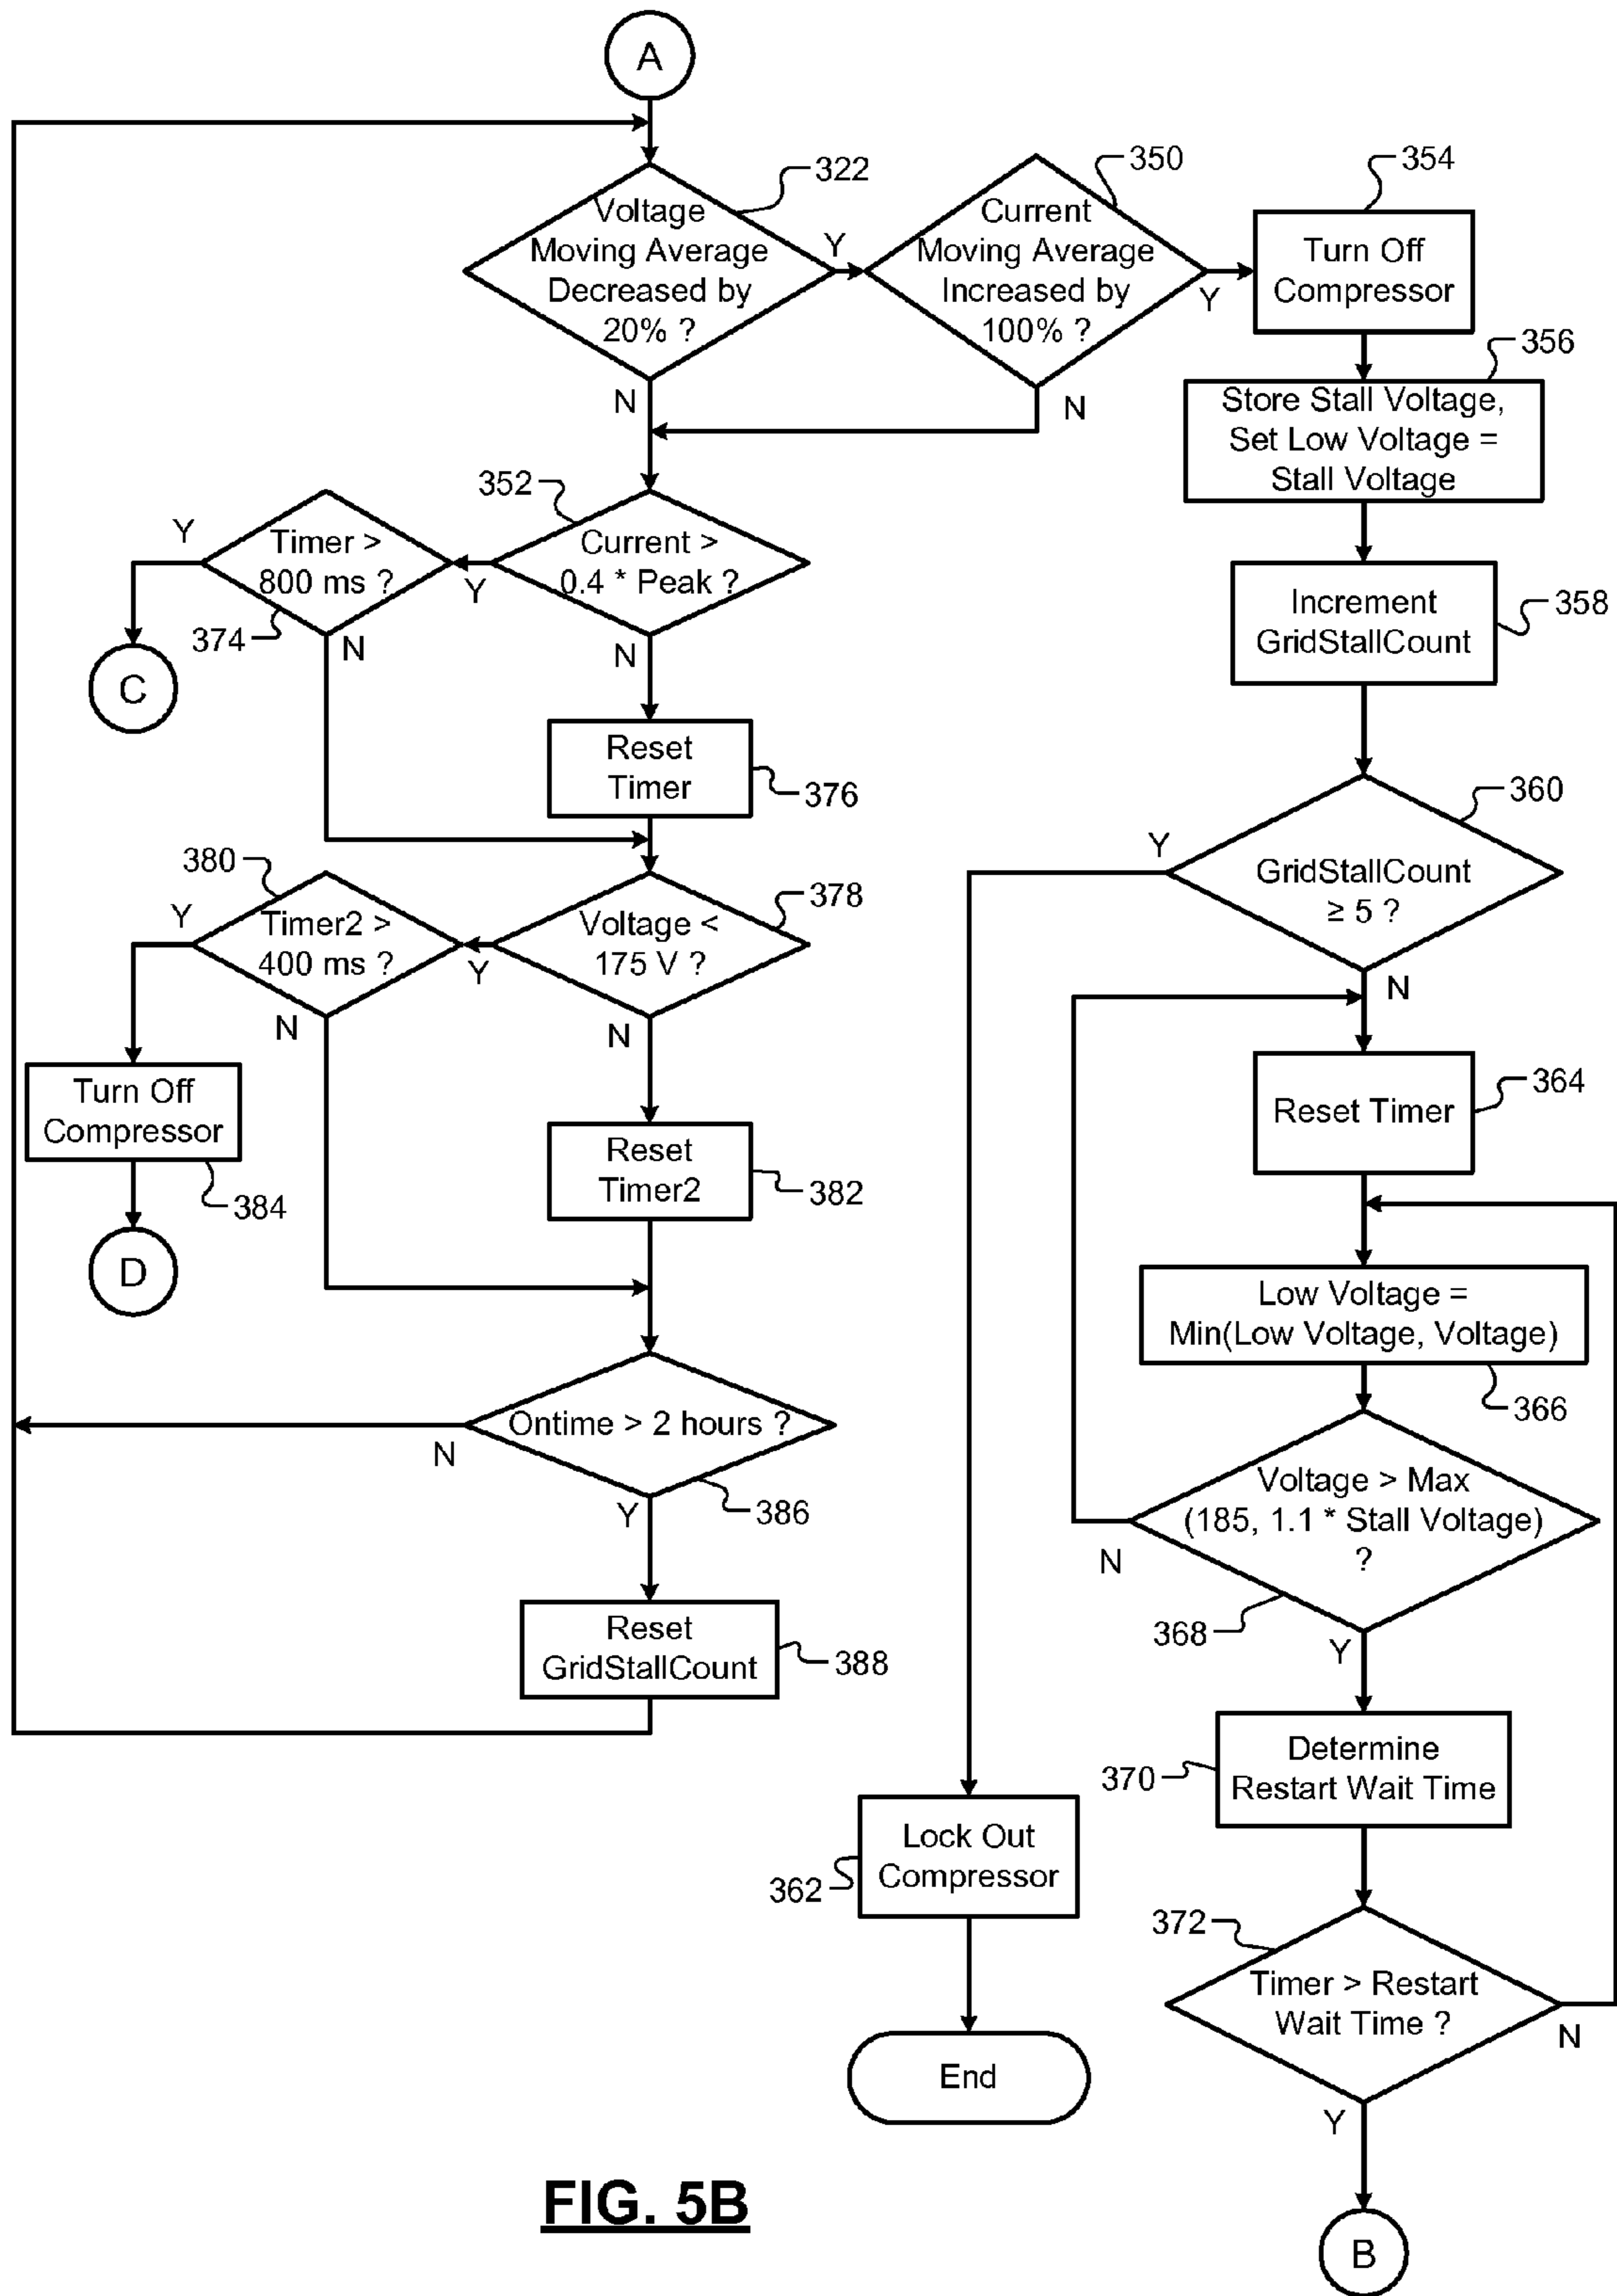 A
322
Voltage
Moving Average
Decreased by
20% ?
Y
N
350
Current
Moving Average
Increased by
100% ?
Y
N
354
Turn Off
Compressor
356
Store Stall Voltage,
Set Low Voltage =
Stall Voltage
352
Current >
0.4 * Peak ?
Y
N
Timer >
800 ms ?
Y
374
N
C
358
Increment
GridStallCount
Reset
Timer
376
360
GridStallCount
≥ 5 ?
Y
N
378
Voltage <
175 V ?
Y
N
380
Timer2 >
400 ms ?
Y
N
Turn Off
Compressor
384
D
Reset
Timer2
382
364
Reset Timer
Low Voltage =
Min(Low Voltage, Voltage)
366
Ontime > 2 hours ?
N
Y
386
Voltage > Max
(185, 1.1 * Stall Voltage)
?
N
368
Y
Reset
GridStallCount
388
370
Determine
Restart Wait Time
Lock Out
Compressor
362
372
Timer > Restart
Wait Time ?
N
Y
End
B
FIG. 5B